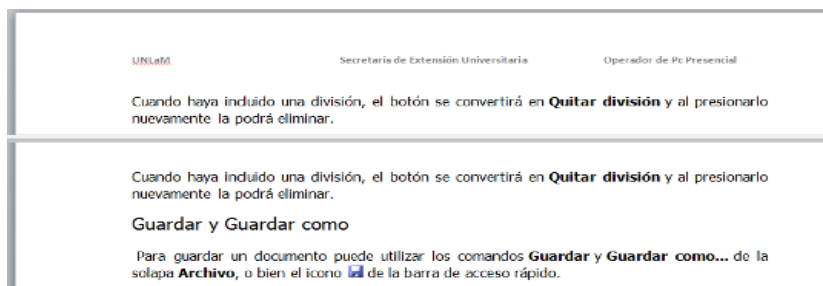 UNLaM Secretaría de Extensión Universitaria Operador de Pc Presencial
Cuando haya incluido una división, el botón se convertirá en Quitar división y al presionarlo
nuevamente la podrá eliminar.
Cuando haya incluido una división, el botón se convertirá en Quitar división y al presionarlo
nuevamente la podrá eliminar.
Guardar y Guardar como
Para guardar un documento puede utilizar los comandos Guardar y Guardar como... de la
solapa Archivo, o bien el icono de la barra de acceso rápido.